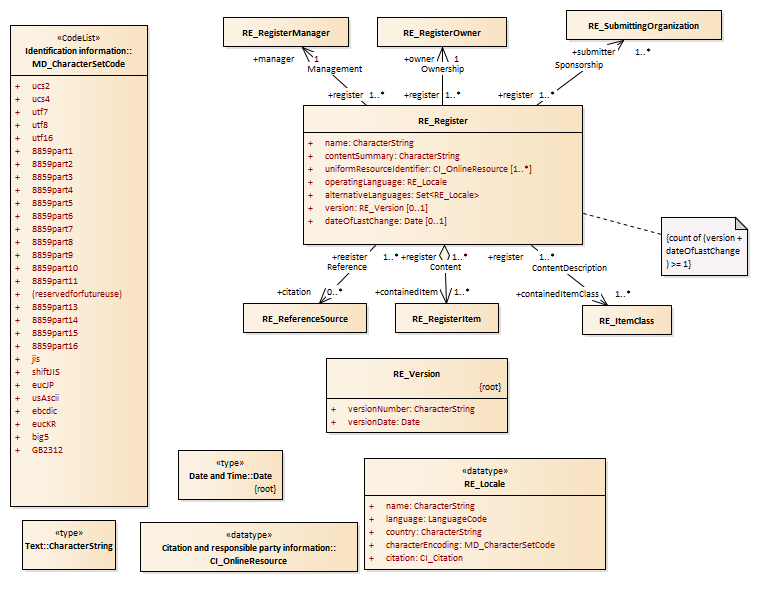 «CodeList»
Identification information::
MD_CharacterSetCode
+ ucs2
+ ucs4
+ utf7
+ utf8
+ utf16
+ 8859part1
+ 8859part2
+ 8859part3
+ 8859part4
+ 8859part5
+ 8859part6
+ 8859part7
+ 8859part8
+ 8859part9
+ 8859part10
+ 8859part11
+ (reservedforfutureuse)
+ 8859part13
+ 8859part14
+ 8859part15
+ 8859part16
+ jis
+ shiftJIS
+ eucJP
+ usAscii
+ ebcdic
+ eucKR
+ big5
+ GB2312
RE_RegisterManager
RE_RegisterOwner
RE_SubmittingOrganization
+manager 1
Management
+register 1..*
+owner 1
Ownership
+register 1..*
+submitter 1..*
Sponsorship
+register 1..*
RE_Register
+ name: CharacterString
+ contentSummary: CharacterString
+ uniformResourceIdentifier: CI_OnlineResource [1..*]
+ operatingLanguage: RE_Locale
+ alternativeLanguages: Set<RE_Locale>
+ version: RE_Version [0..1]
+ dateOfLastChange: Date [0..1]
{count of (version +
dateOfLastChange
) >= 1}
+register 1..*
Reference
+citation 0..*
+register 1..*
Content
+containedItem 1..*
+register 1..*
ContentDescription
+containedItemClass 1..*
RE_ReferenceSource
RE_RegisterItem
RE_ItemClass
RE_Version
{root}
+ versionNumber: CharacterString
+ versionDate: Date
«type»
Date and Time::Date
{root}
«datatype»
RE_Locale
+ name: CharacterString
+ language: LanguageCode
+ country: CharacterString
+ characterEncoding: MD_CharacterSetCode
+ citation: CI_Citation
«type»
Text::CharacterString
«datatype»
Citation and responsible party information::
CI_OnlineResource